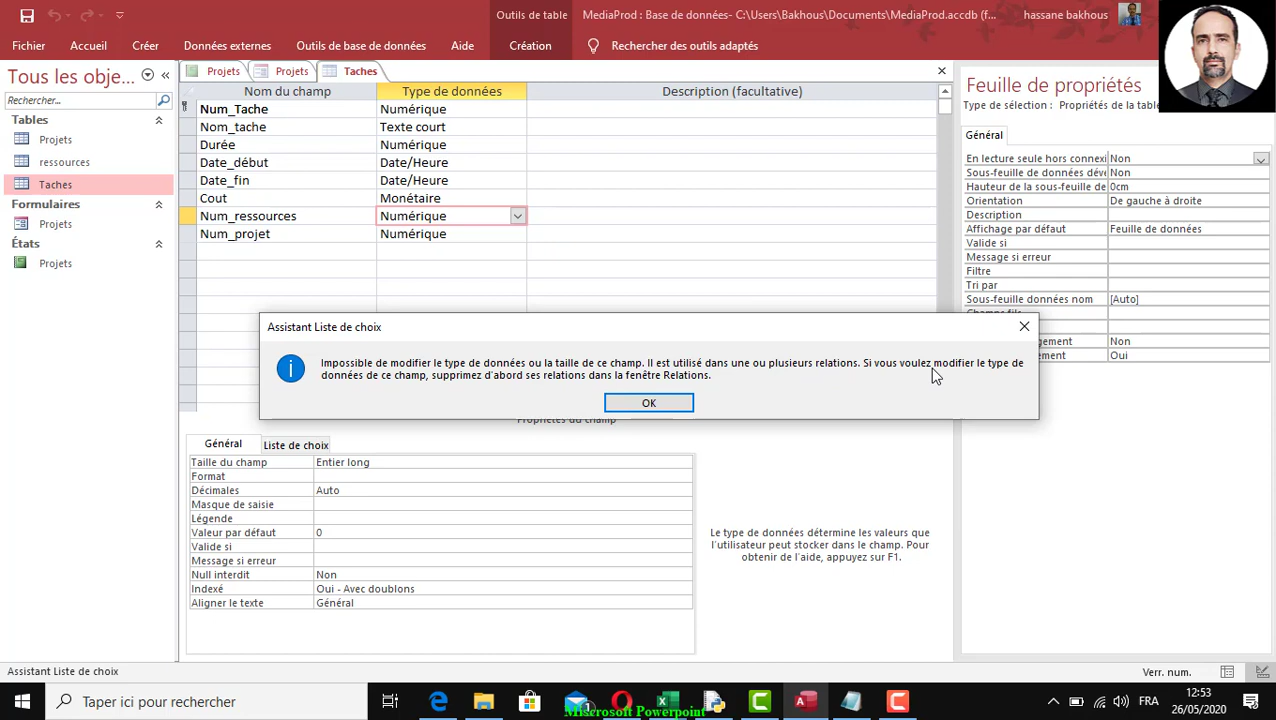 Outils de table
MediaProd : Base de données- C:\Users\Bakhous\Documents\MediaProd.accdb (f...
hassane bakhous
Fichier
Accueil
Créer
Données externes
Outils de base de données
Aide
Création
Rechercher des outils adaptés
Tous les obje...
Rechercher...
Tables
Projets
ressources
Taches
Formulaires
Projets
États
Projets
Projets
Projets
Taches
Nom du champ Type de données Description (facultative)
Num_Tache Numérique
Nom_tache Texte court
Durée Numérique
Date_début Date/Heure
Date_fin Date/Heure
Cout Monétaire
Num_ressources Numérique
Num_projet Numérique
Assistant Liste de choix
Impossible de modifier le type de données ou la taille de ce champ. Il est utilisé dans une ou plusieurs relations. Si vous voulez modifier le type de
données de ce champ, supprimez d'abord ses relations dans la fenêtre Relations.
OK
Propriétés du champ
Général
Liste de choix
Taille du champ Entier long
Format
Décimales Auto
Masque de saisie
Légende
Valeur par défaut 0
Valide si
Message si erreur
Null interdit Non
Indexé Oui - Avec doublons
Aligner le texte Général
Le type de données détermine les valeurs que
l'utilisateur peut stocker dans le champ. Pour
obtenir de l'aide, appuyez sur F1.
Feuille de propriétés
Type de sélection : Propriétés de la table
Général
En lecture seule hors connexi Non
Sous-feuille de données déve Non
Hauteur de la sous-feuille de 0cm
Orientation De gauche à droite
Description
Affichage par défaut Feuille de données
Valide si
Message si erreur
Filtre
Tri par
Sous-feuille données nom [Auto]
Champs fils
gement Non
ement Oui
Assistant Liste de choix
Verr. num.
Taper ici pour rechercher
1
Miscrosoft Powerpoint
FRA
12:53
26/05/2020